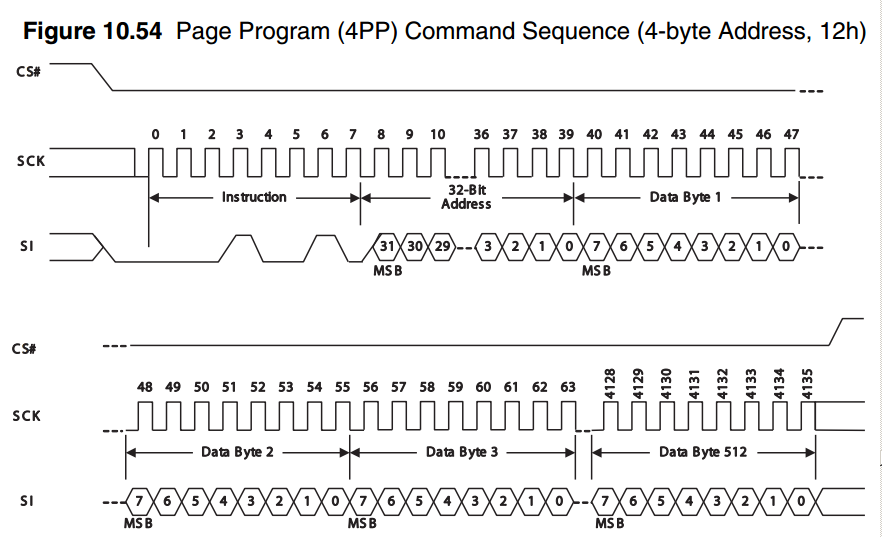 Figure 10.54 Page Program (4PP) Command Sequence (4-byte Address, 12h)
CS#
0 1 2 3 4 5 6 7 8 9 10 36 37 38 39 40 41 42 43 44 45 46 47
SCK
Instruction 32-Bit Address Data Byte 1
SI 31 30 29 3 2 1 0 7 6 5 4 3 2 1 0
MSB MSB
CS#
48 49 50 51 52 53 54 55 56 57 58 59 60 61 62 63 4128 4129 4130 4131 4132 4133 4134 4135
SCK
Data Byte 2 Data Byte 3 Data Byte 512
SI 7 6 5 4 3 2 1 0 7 6 5 4 3 2 1 0 7 6 5 4 3 2 1 0
MSB MSB MSB